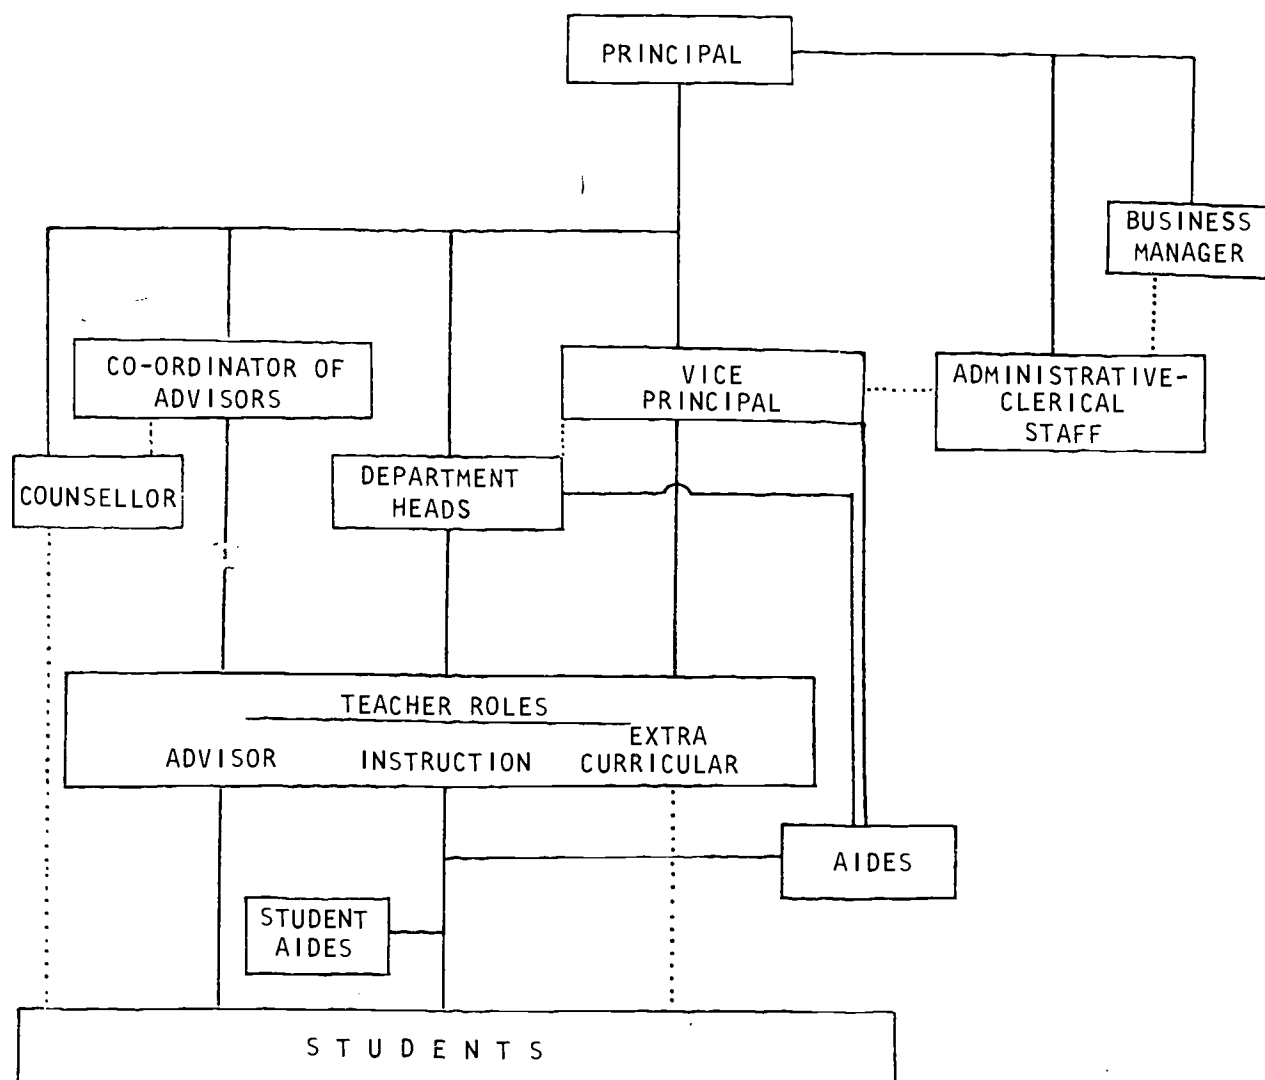 PRINCIPAL
BUSINESS
MANAGER
CO-ORDINATOR OF
ADVISORS
VICE
PRINCIPAL
ADMINISTRATIVE-
CLERICAL
STAFF
COUNSELLOR
DEPARTMENT
HEADS
TEACHER ROLES
ADVISOR
INSTRUCTION
EXTRA
CURRICULAR
AIDES
STUDENT
AIDES
STUDENTS